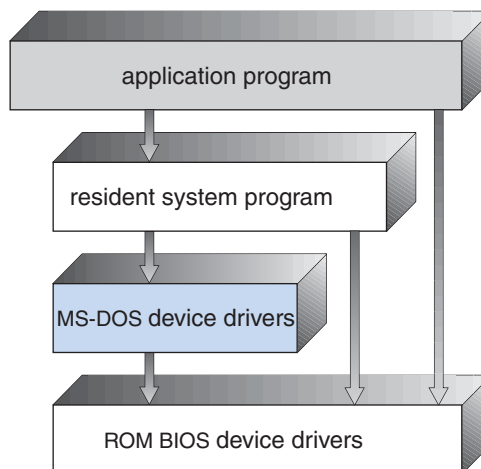 application program
resident system program
MS-DOS device drivers
ROM BIOS device drivers